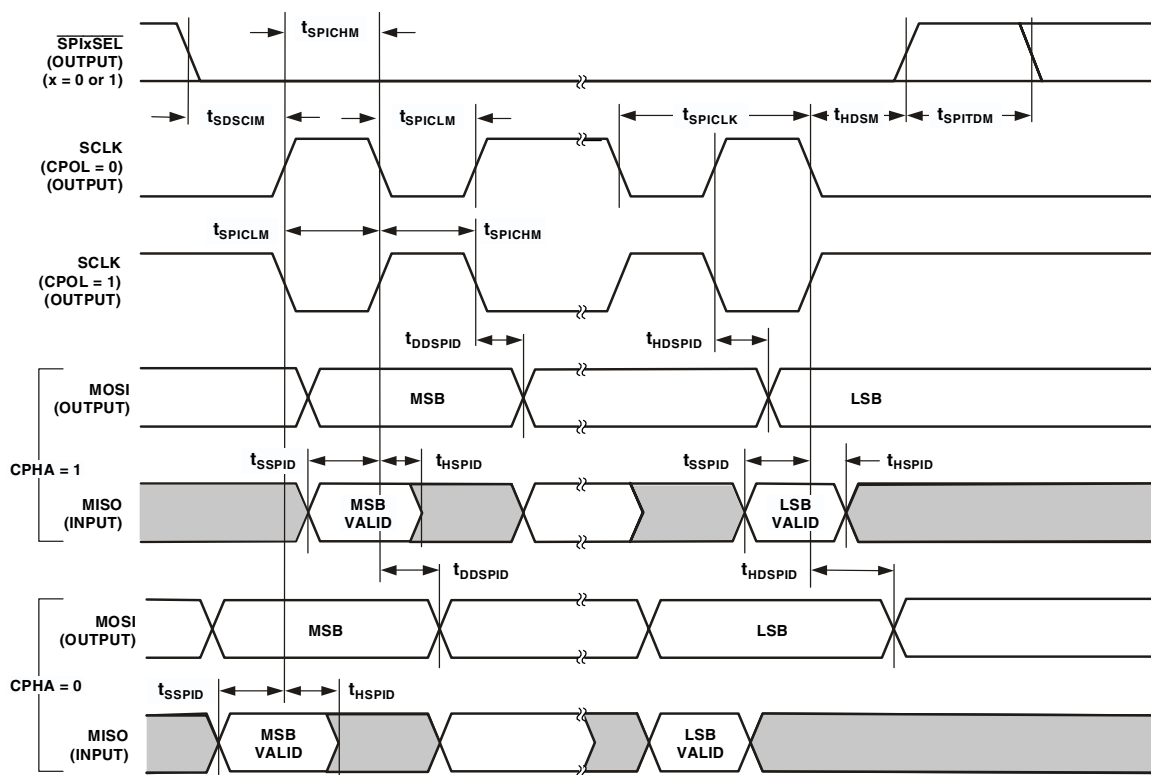 tSPICHM
SPIxSEL
(OUTPUT)
(x = 0 or 1)
tSDSCIM
tSPICLM
tSPICLK
tHDSM
tSPITDM
SCLK
(CPOL = 0)
(OUTPUT)
tSPICLM
tSPICHM
SCLK
(CPOL = 1)
(OUTPUT)
tDDSPID
tHDSPID
MOSI
(OUTPUT)
MSB
LSB
CPHA = 1
tSSPID
tHSPID
tSSPID
tHSPID
MISO
(INPUT)
MSB
VALID
LSB
VALID
tDDSPID
tHDSPID
MOSI
(OUTPUT)
MSB
LSB
CPHA = 0
tSSPID
tHSPID
MISO
(INPUT)
MSB
VALID
LSB
VALID